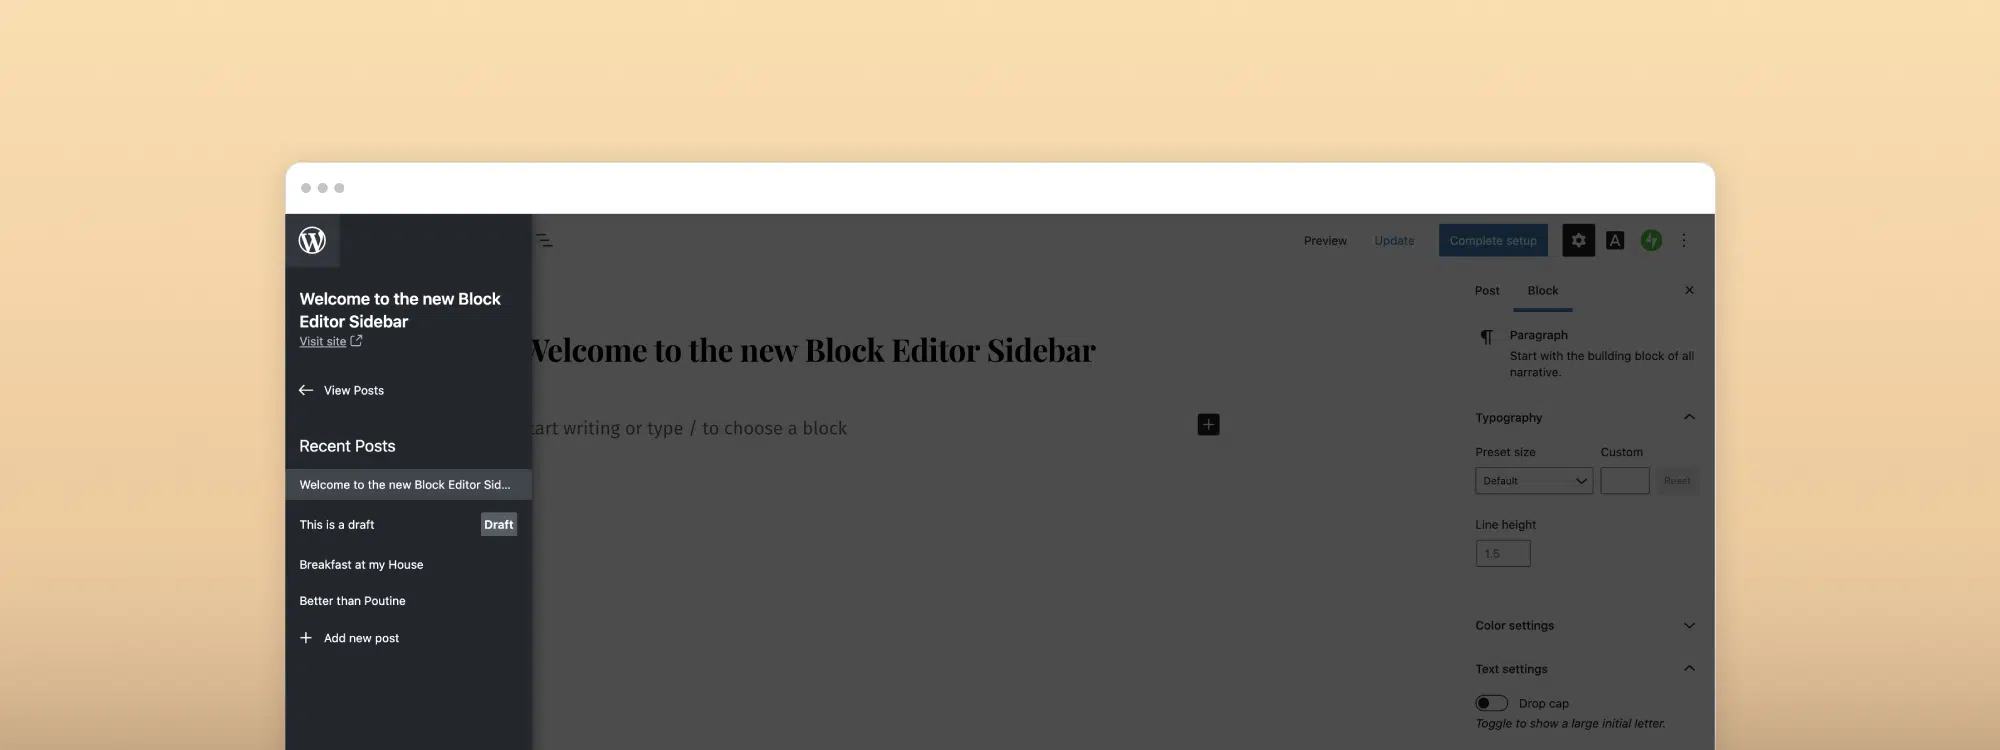 Welcome to the new Block
Editor Sidebar
Visit site
View Posts
Recent Posts
Welcome to the new Block Editor Sid...
This is a draft
Draft
Breakfast at my House
Better than Poutine
Add new post
Preview
Update
Complete setup
A
Welcome to the new Block Editor Sidebar
tart writing or type / to choose a block
Post
Block
Paragraph
Start with the building block of all
narrative.
Typography
Preset size
Custom
Default
Reset
Line height
1.5
Color settings
Text settings
Drop cap
Toggle to show a large initial letter.